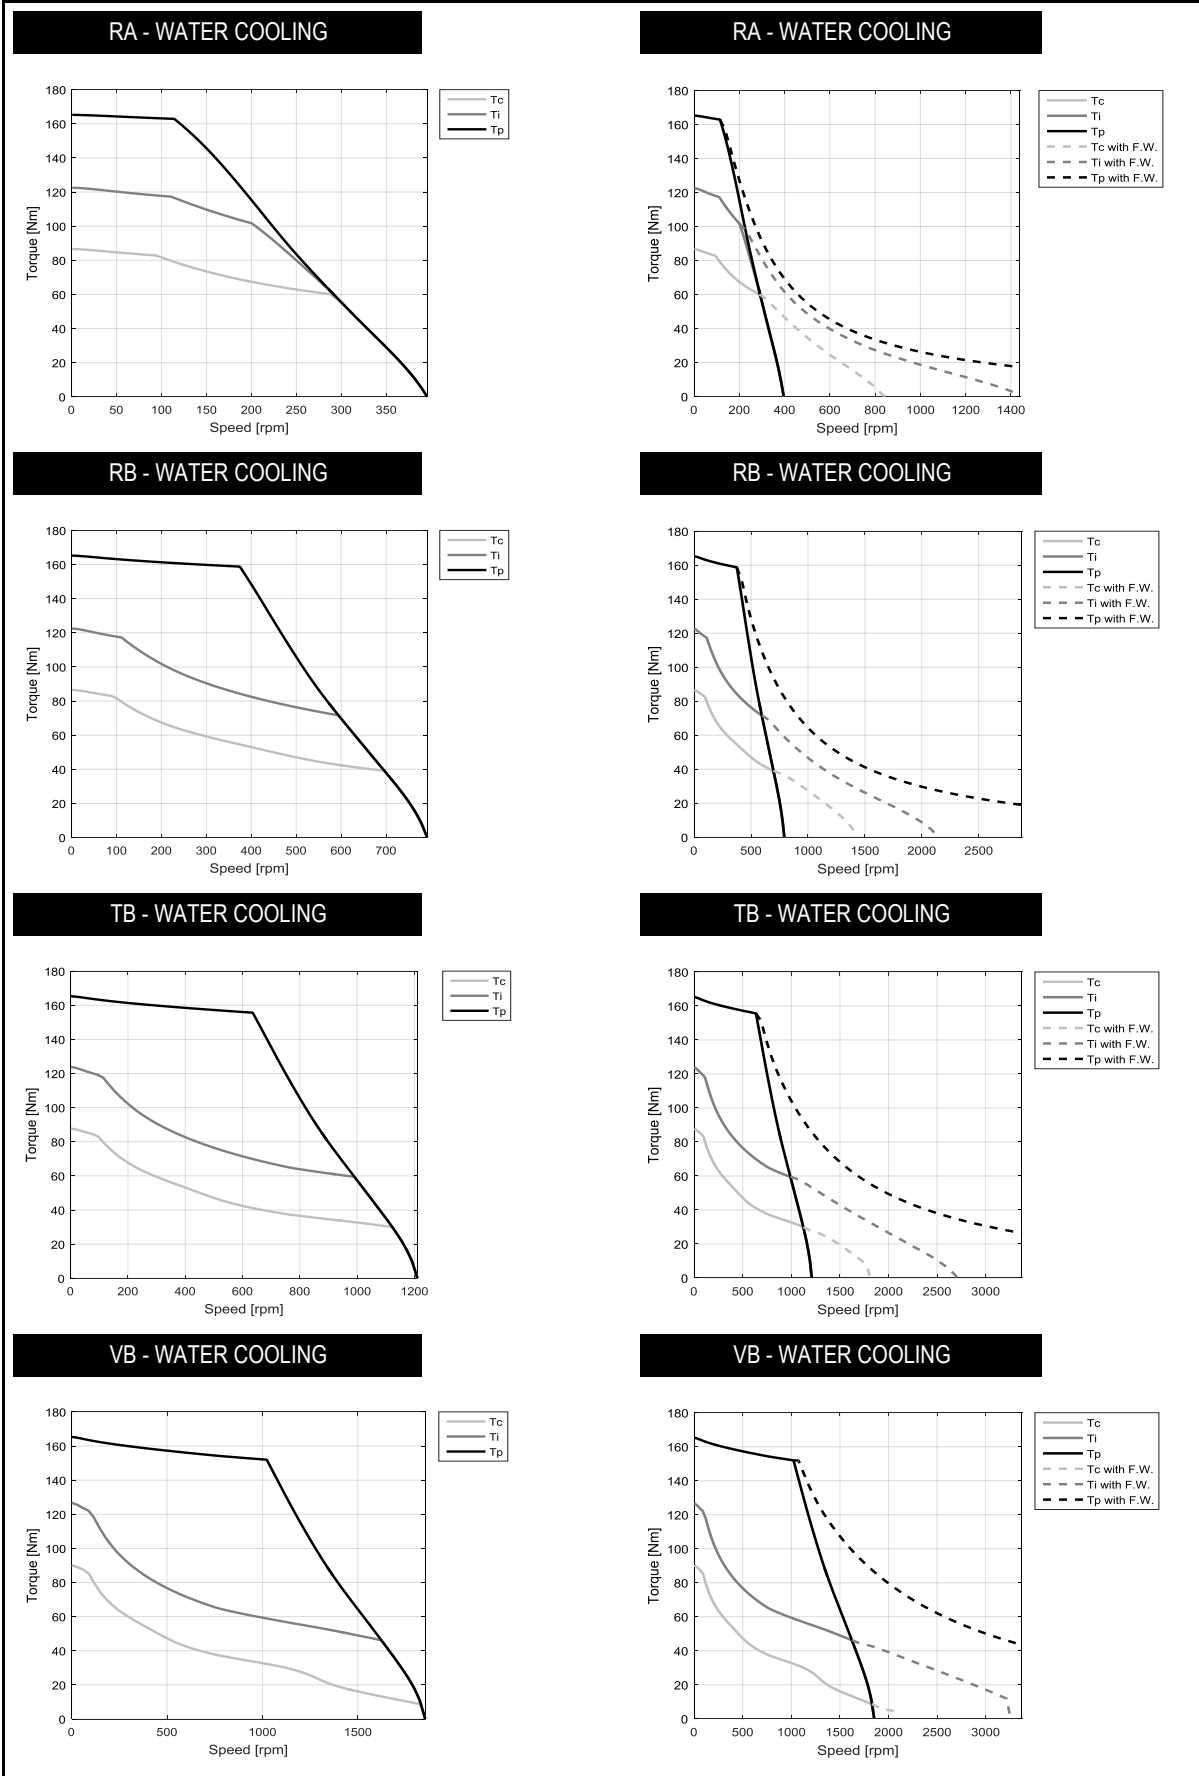 RA - WATER COOLING
180
160
140
120
100
80
60
40
20
0
Torque [Nm]
0 50 100 150 200 250 300 350
Speed [rpm]
Tc
Ti
Tp
RA - WATER COOLING
180
160
140
120
100
80
60
40
20
0
Torque [Nm]
0 200 400 600 800 1000 1200 1400
Speed [rpm]
Tc
Ti
Tp
Tc with F.W.
Ti with F.W.
Tp with F.W.
RB - WATER COOLING
180
160
140
120
100
80
60
40
20
0
Torque [Nm]
0 100 200 300 400 500 600 700
Speed [rpm]
Tc
Ti
Tp
RB - WATER COOLING
180
160
140
120
100
80
60
40
20
0
Torque [Nm]
0 500 1000 1500 2000 2500
Speed [rpm]
Tc
Ti
Tp
Tc with F.W.
Ti with F.W.
Tp with F.W.
TB - WATER COOLING
180
160
140
120
100
80
60
40
20
0
Torque [Nm]
0 200 400 600 800 1000 1200
Speed [rpm]
Tc
Ti
Tp
TB - WATER COOLING
180
160
140
120
100
80
60
40
20
0
Torque [Nm]
0 500 1000 1500 2000 2500 3000
Speed [rpm]
Tc
Ti
Tp
Tc with F.W.
Ti with F.W.
Tp with F.W.
VB - WATER COOLING
180
160
140
120
100
80
60
40
20
0
Torque [Nm]
0 500 1000 1500
Speed [rpm]
Tc
Ti
Tp
VB - WATER COOLING
180
160
140
120
100
80
60
40
20
0
Torque [Nm]
0 500 1000 1500 2000 2500 3000
Speed [rpm]
Tc
Ti
Tp
Tc with F.W.
Ti with F.W.
Tp with F.W.